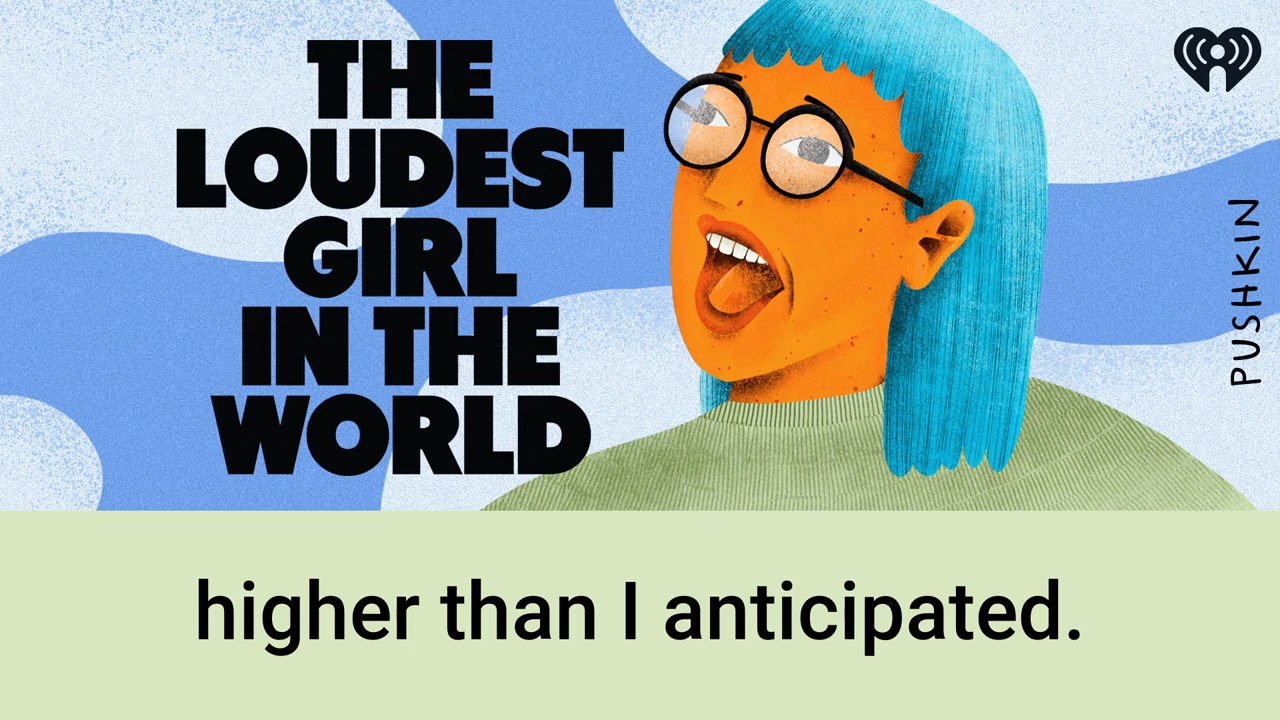 THE
LOUDEST
GIRL
IN THE
WORLD
PUSHKIN
higher than I anticipated.